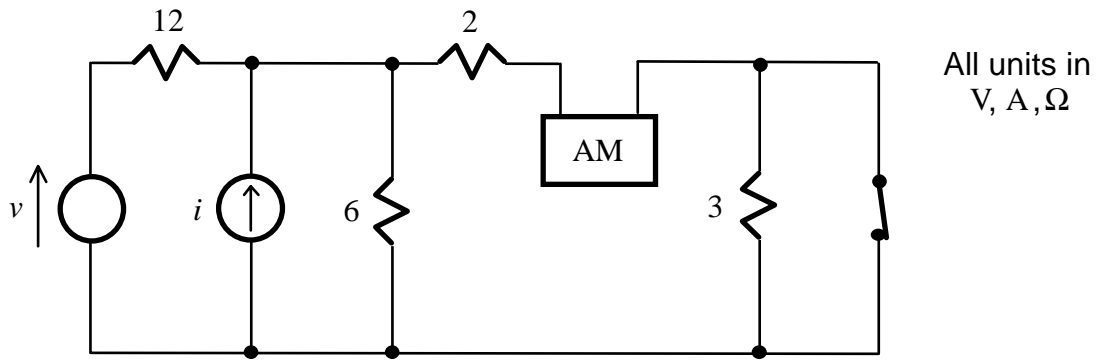 12
2
All units in
V, A, Ω
AM
v
i
6
3